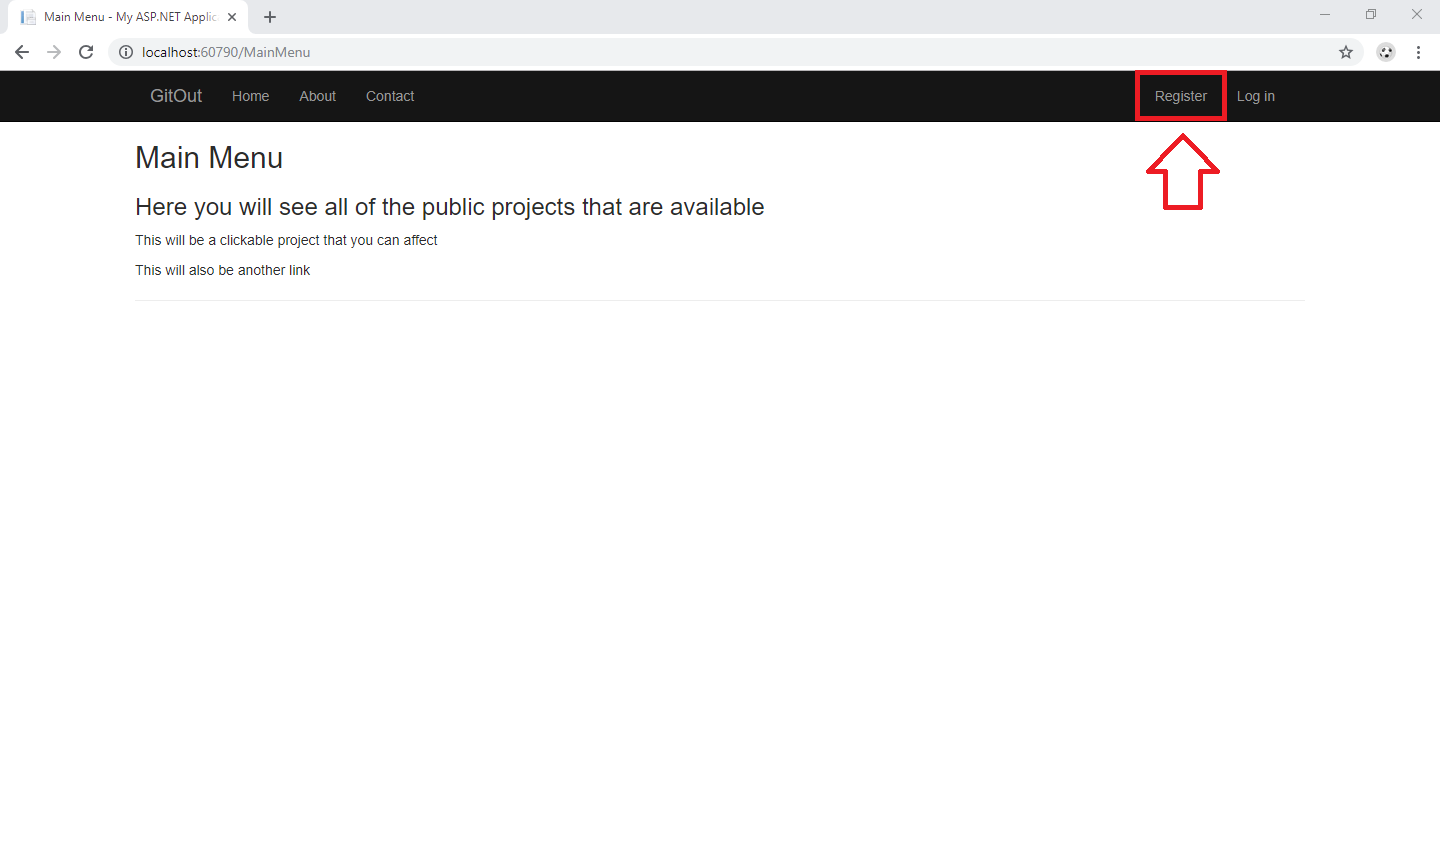 Main Menu - My ASP.NET Applic
localhost:60790/MainMenu
GitOut Home About Contact Register Log in
Main Menu
Here you will see all of the public projects that are available
This will be a clickable project that you can affect
This will also be another link